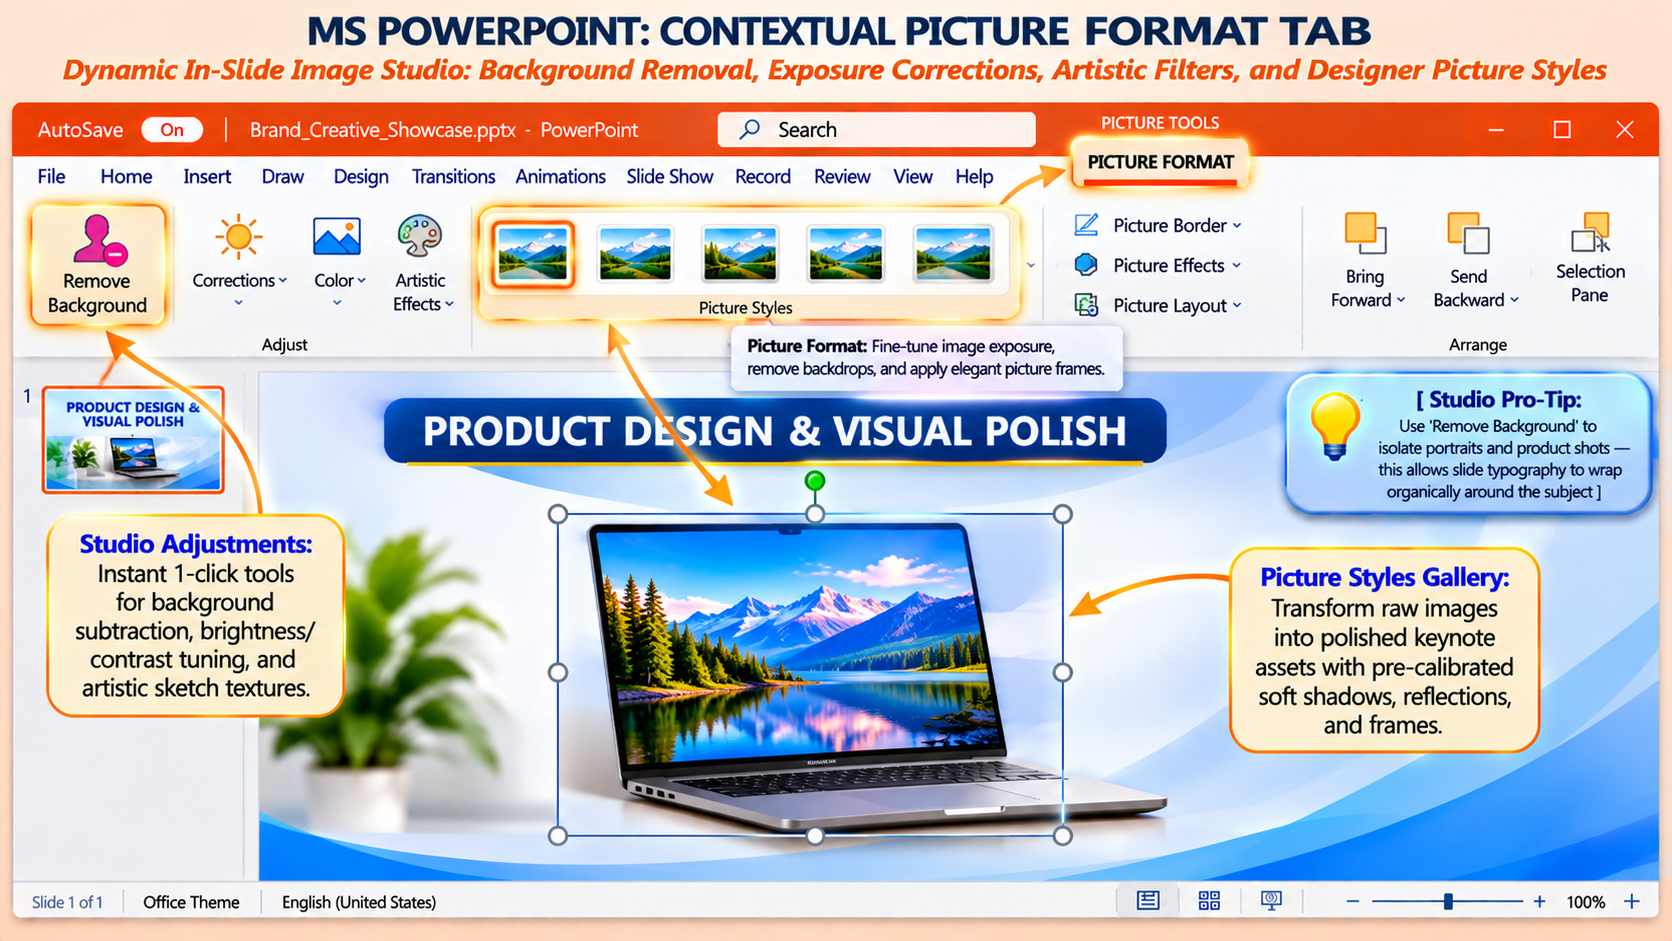 MS POWERPOINT: CONTEXTUAL PICTURE FORMAT TAB
Dynamic In-Slide Image Studio: Background Removal, Exposure Corrections, Artistic Filters, and Designer Picture Styles
AutoSave On Brand_Creative_Showcase.pptx - PowerPoint
Search
PICTURE TOOLS
PICTURE FORMAT
File Home Insert Draw Design Transitions Animations Slide Show Record Review View Help
Remove
Background
Corrections
Color
Artistic
Effects
Adjust
Picture Styles
Picture Border
Picture Effects
Picture Layout
Bring
Forward
Send
Backward
Selection
Pane
Arrange
Picture Format: Fine-tune image exposure,
remove backdrops, and apply elegant picture frames.
1
PRODUCT DESIGN &
VISUAL POLISH
PRODUCT DESIGN & VISUAL POLISH
[ Studio Pro-Tip:
Use 'Remove Background' to
isolate portraits and product shots —
this allows slide typography to wrap
organically around the subject ]
Studio Adjustments:
Instant 1-click tools
for background
subtraction, brightness/
contrast tuning, and
artistic sketch textures.
Picture Styles Gallery:
Transform raw images
into polished keynote
assets with pre-calibrated
soft shadows, reflections,
and frames.
Slide 1 of 1 Office Theme English (United States)
100%